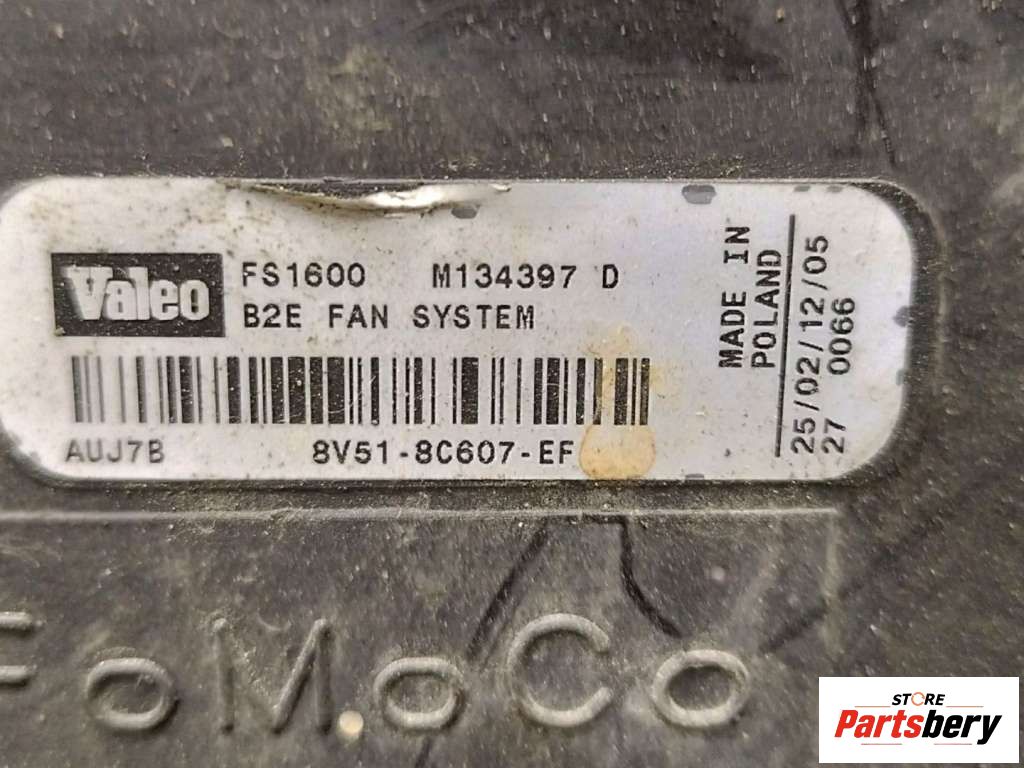 Valeo
FS1600 M134397 D
B2E FAN SYSTEM
AUJ7B 8V51-8C607-EF
MADE IN
POLAND
25/02/12/05
27 0066
FoMoCo
STORE
Partsbery